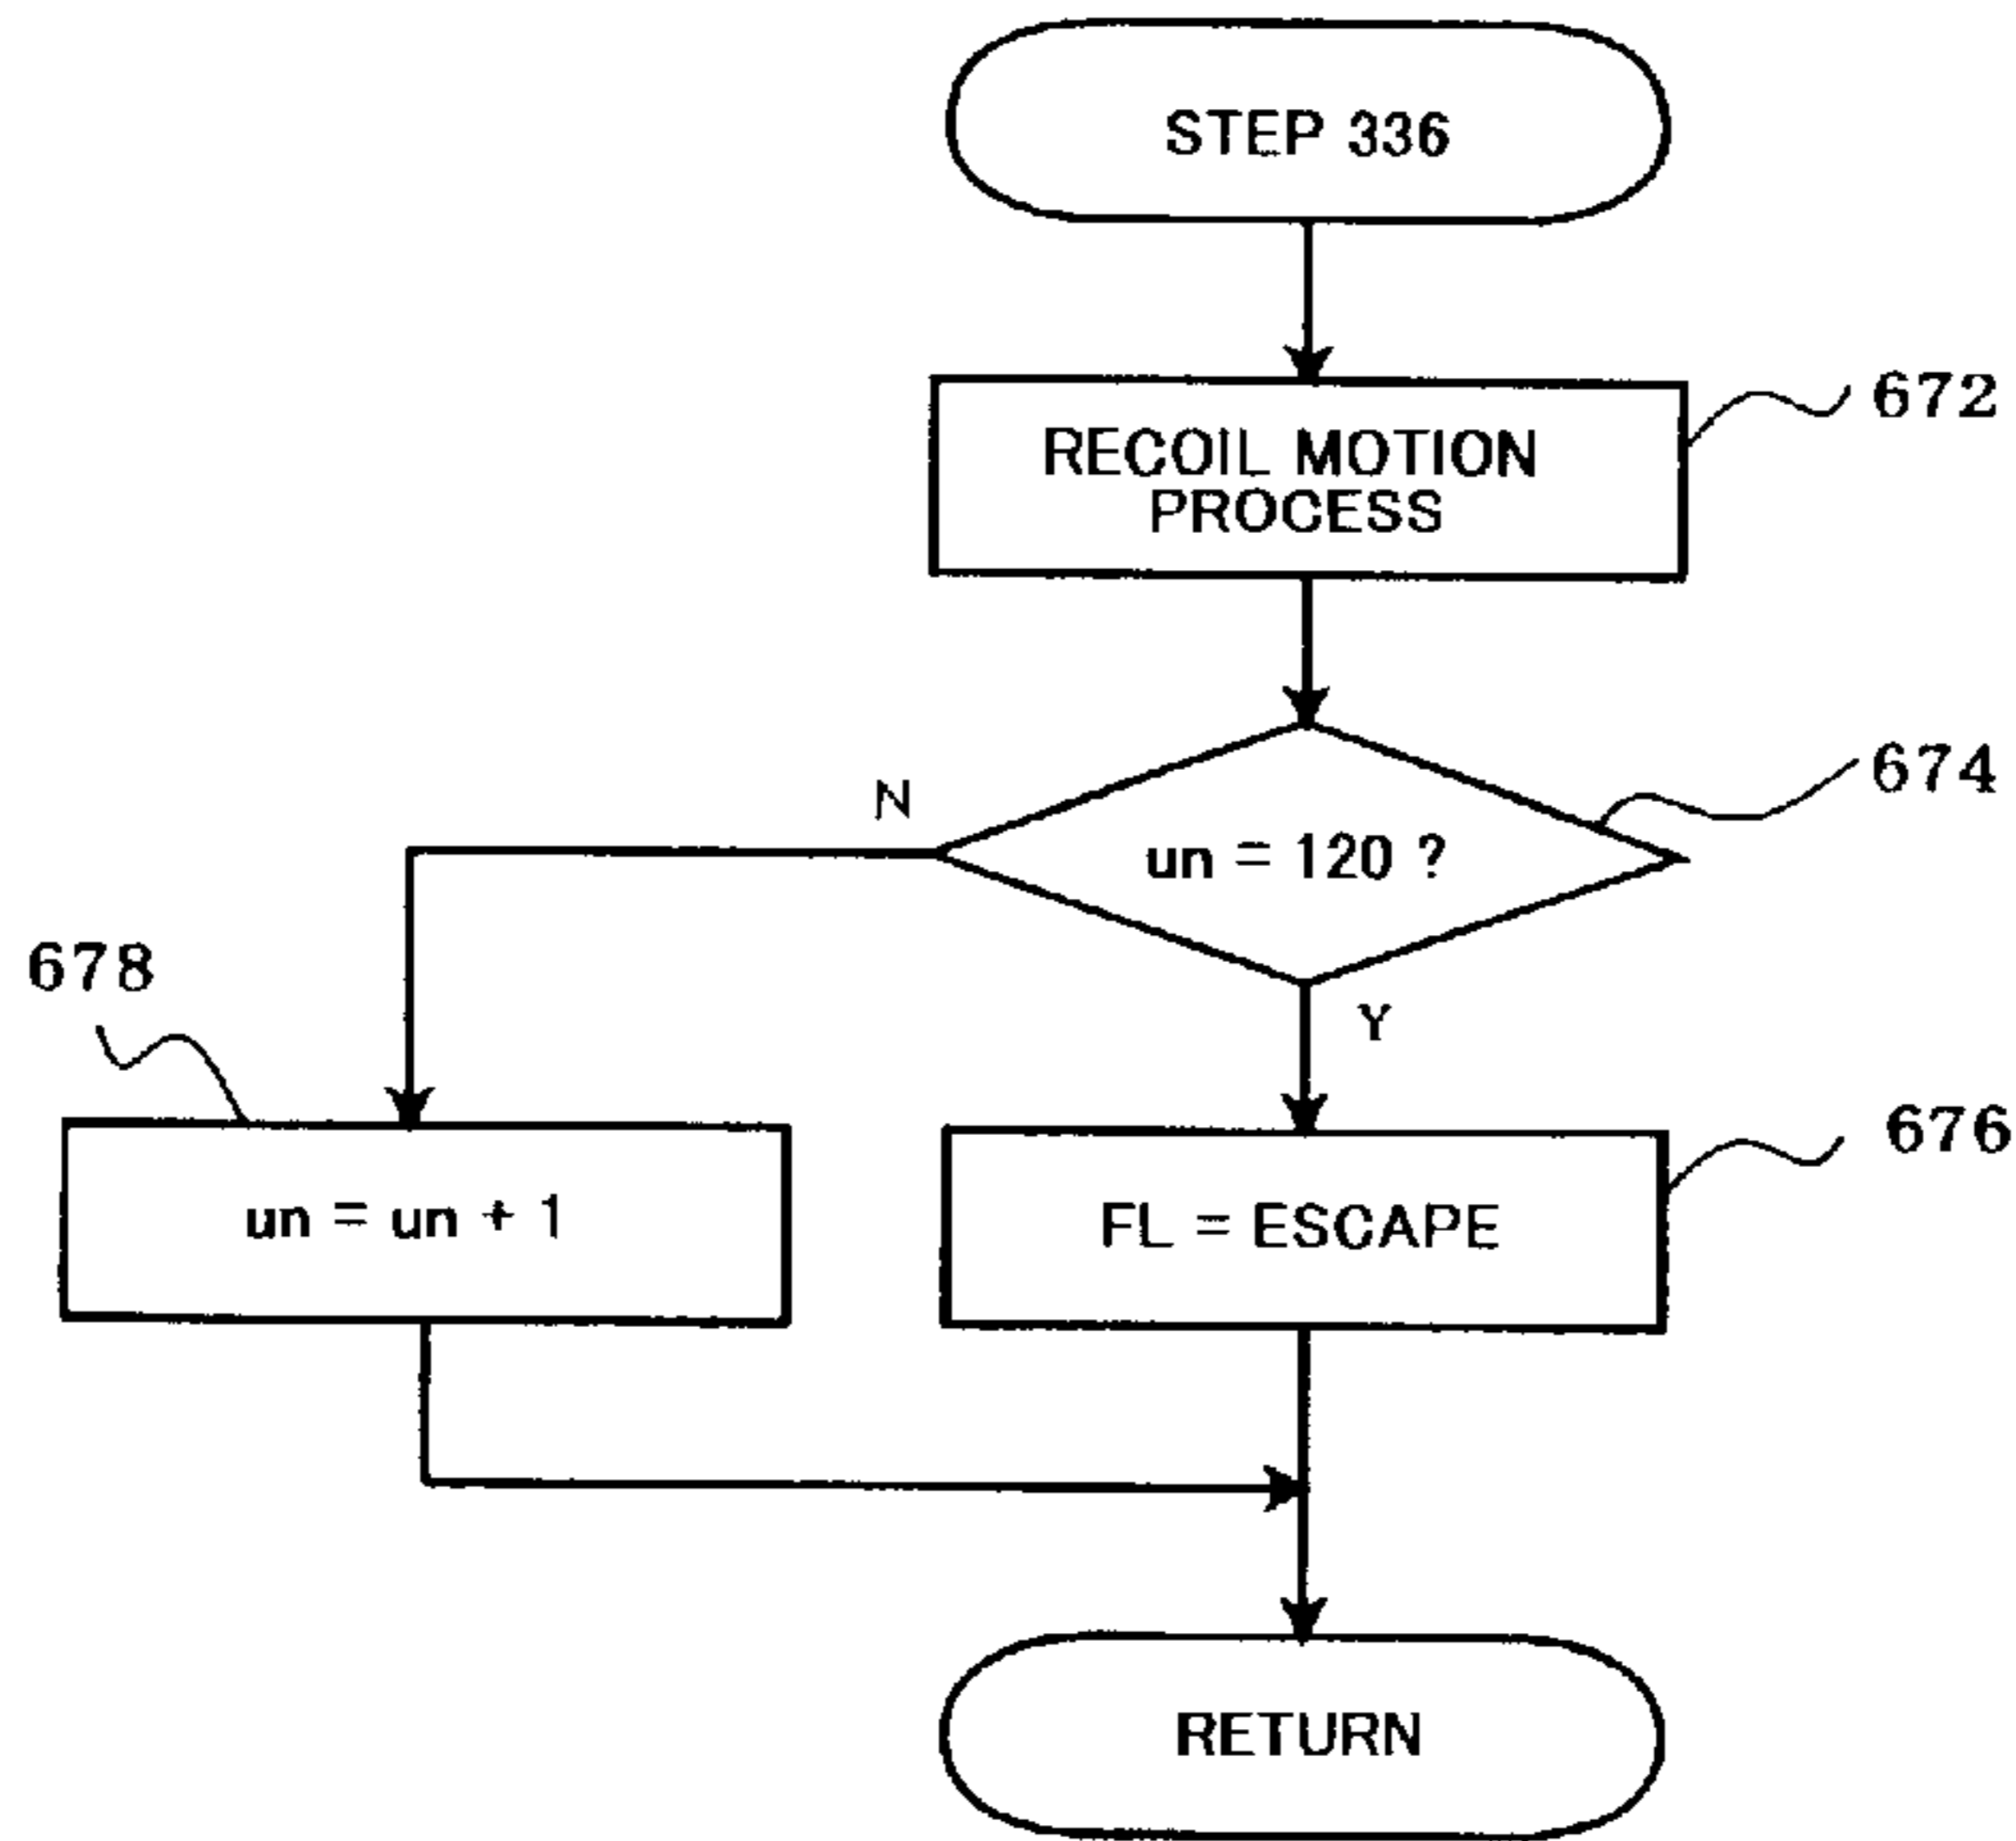 STEP 336
672
RECOIL MOTION
PROCESS
674
N
un = 120 ?
678
Y
676
un = un + 1
FL = ESCAPE
RETURN